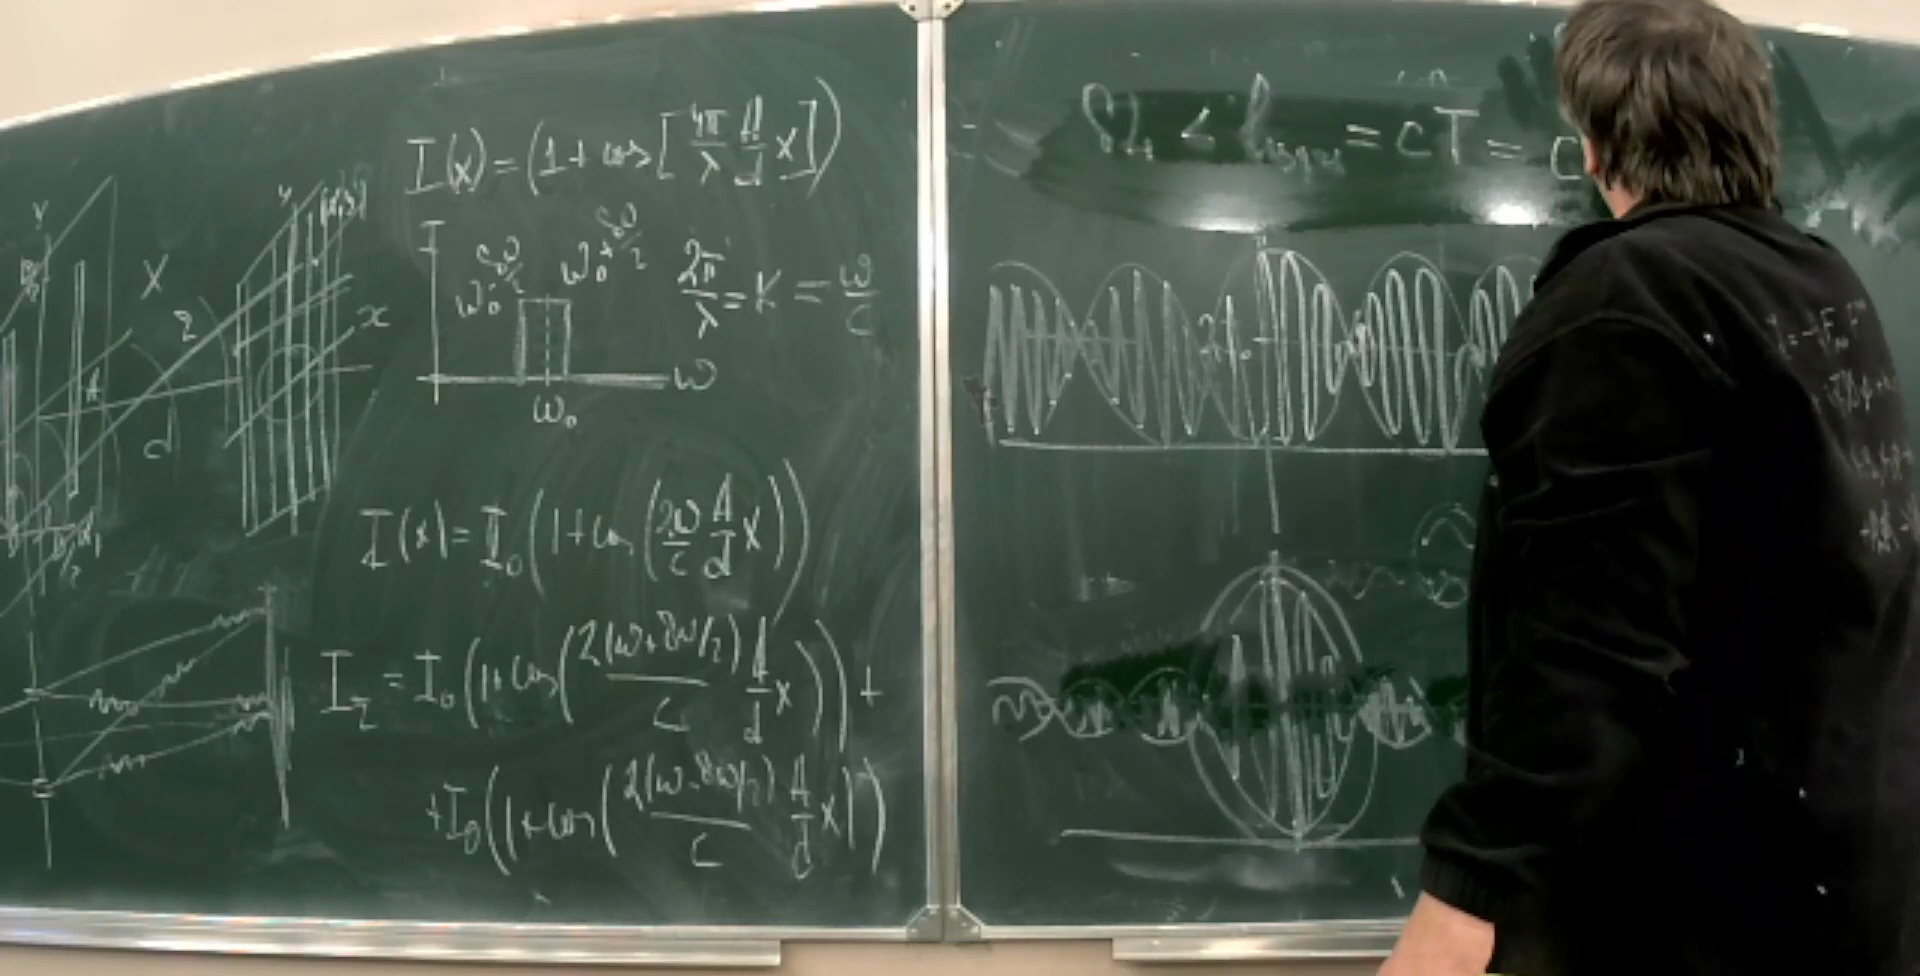 I(x) = (1 + cos [ 4π/λ A/d x ])
I
ω₀ - δω/2
ω₀ + δω/2
2π/λ = K = ω/c
ω
ω₀
I(x) = I₀ (1 + cos ( 2ω/c A/d x ))
I_Σ = I₀ (1 + cos ( 2(ω + δω/2)/c A/d x )) +
+ I₀ (1 + cos ( 2(ω - δω/2)/c A/d x ))
y
X
z
A
d
y
x
< l = cT = c
2I₀